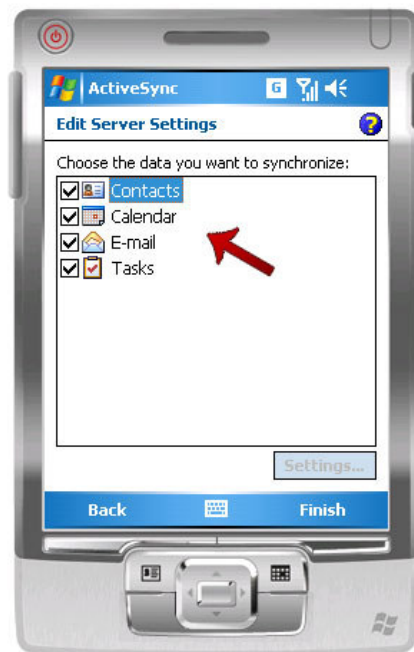 ActiveSync G
Edit Server Settings ?
Choose the data you want to synchronize:
Contacts
Calendar
E-mail
Tasks
Settings...
Back Finish